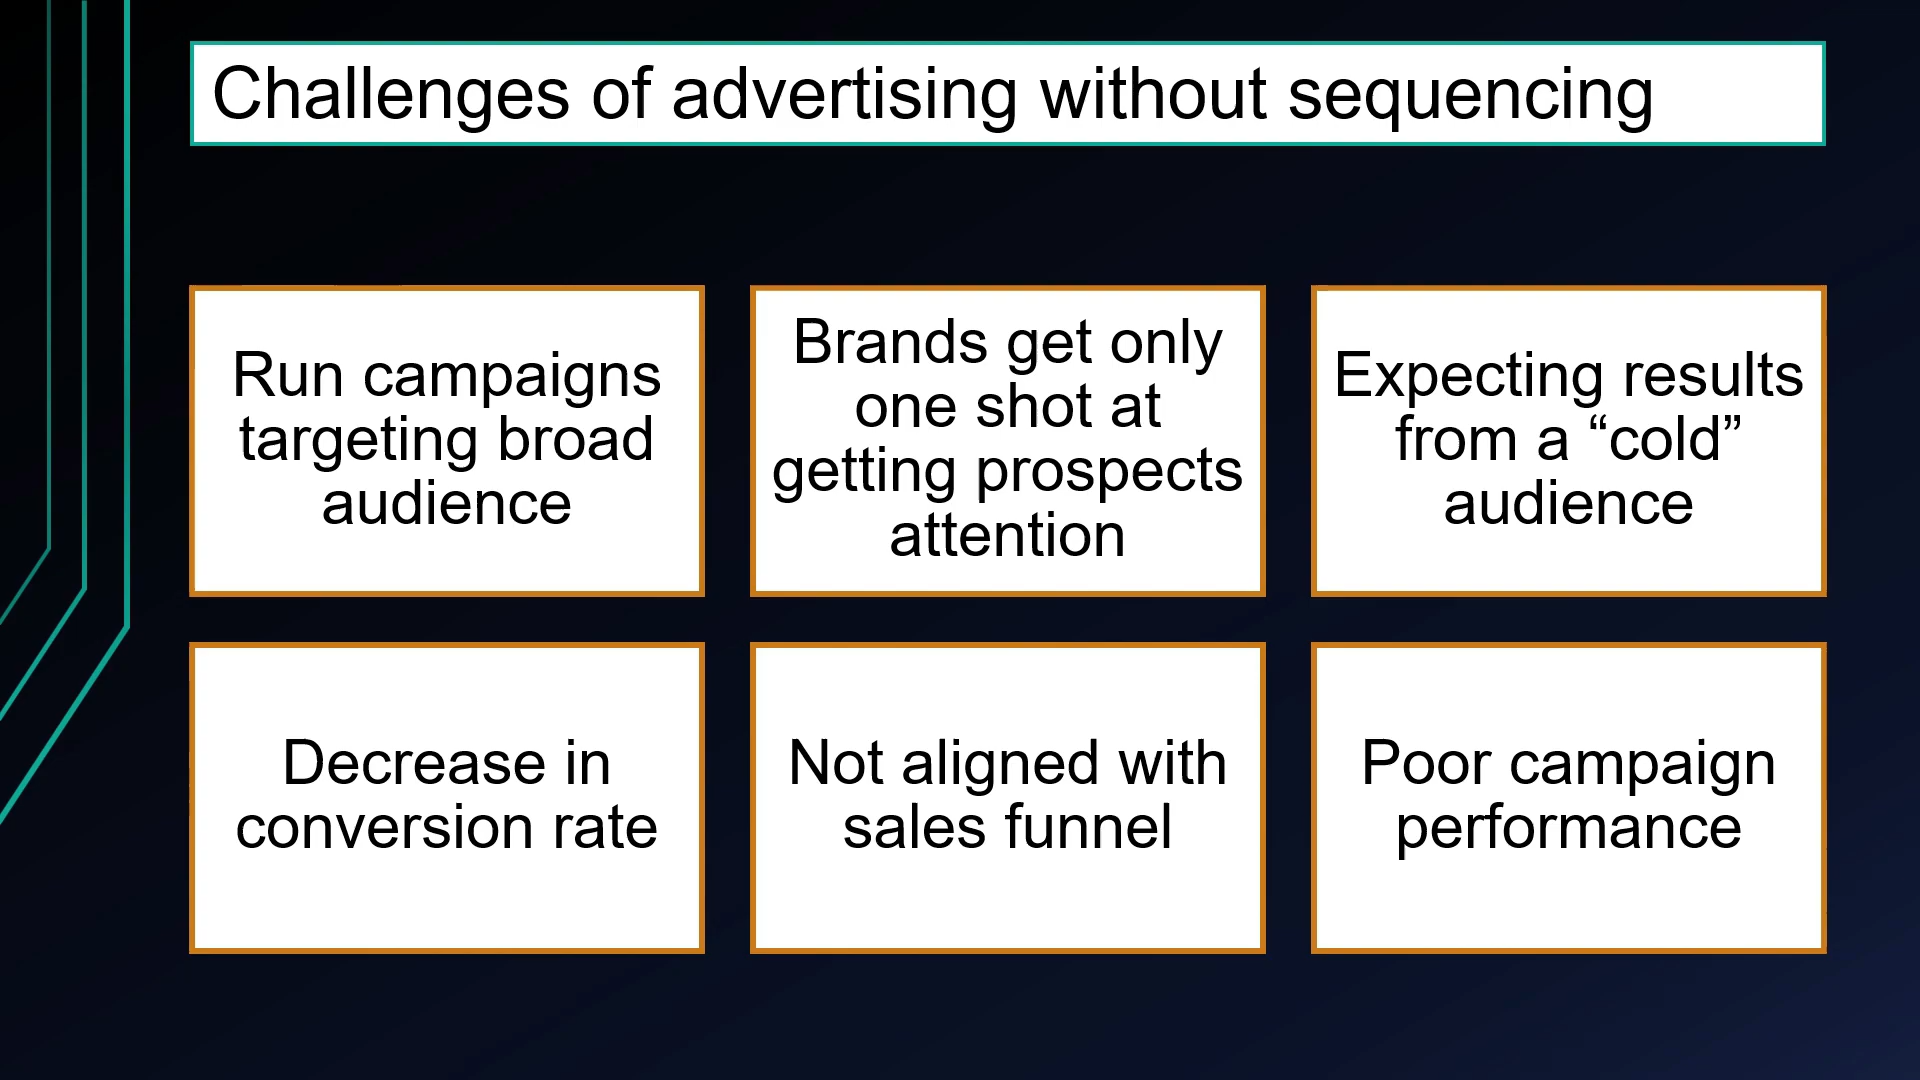 Challenges of advertising without sequencing
Run campaigns
targeting broad
audience
Brands get only
one shot at
getting prospects
attention
Expecting results
from a “cold”
audience
Decrease in
conversion rate
Not aligned with
sales funnel
Poor campaign
performance